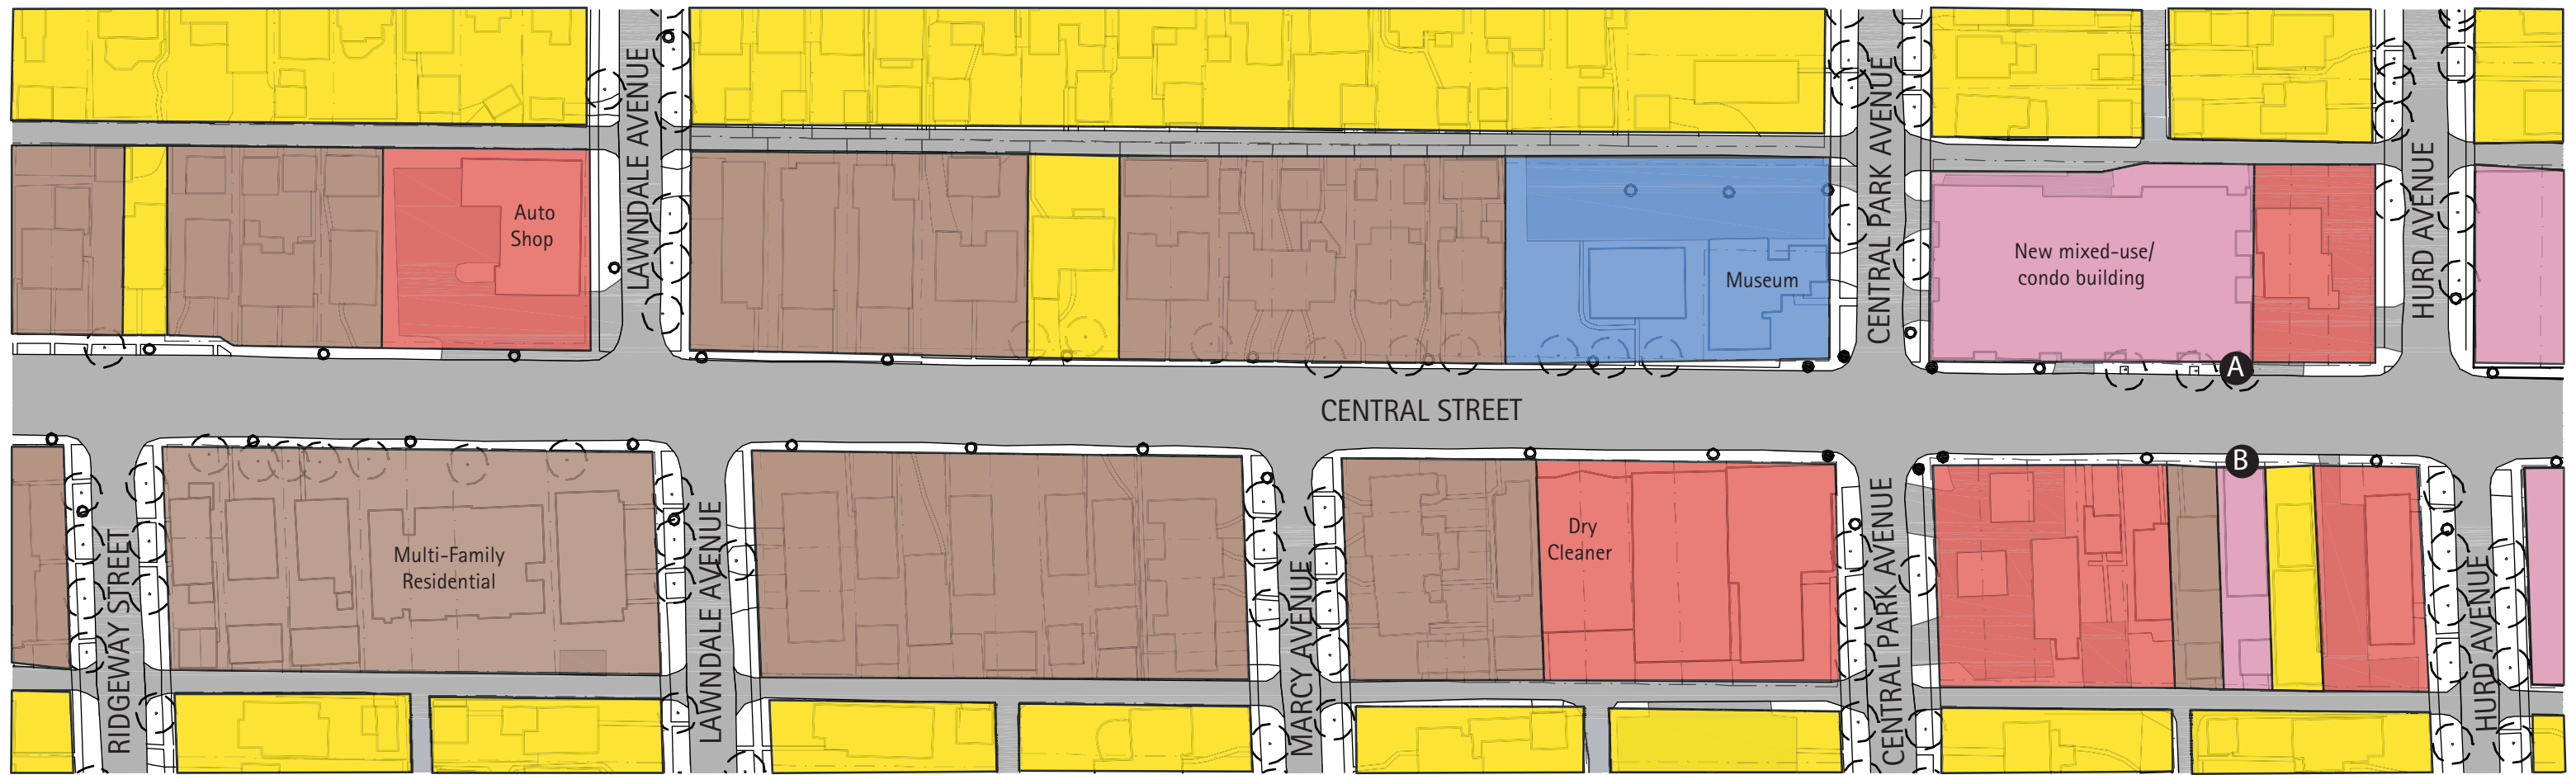 LAWNDALE AVENUE
CENTRAL PARK AVENUE
HURD AVENUE
Auto
Shop
Museum
New mixed-use/
condo building
A
CENTRAL STREET
B
RIDGEWAY STREET
Multi-Family
Residential
LAWNDALE AVENUE
MARCY AVENUE
Dry
Cleaner
CENTRAL PARK AVENUE
HURD AVENUE